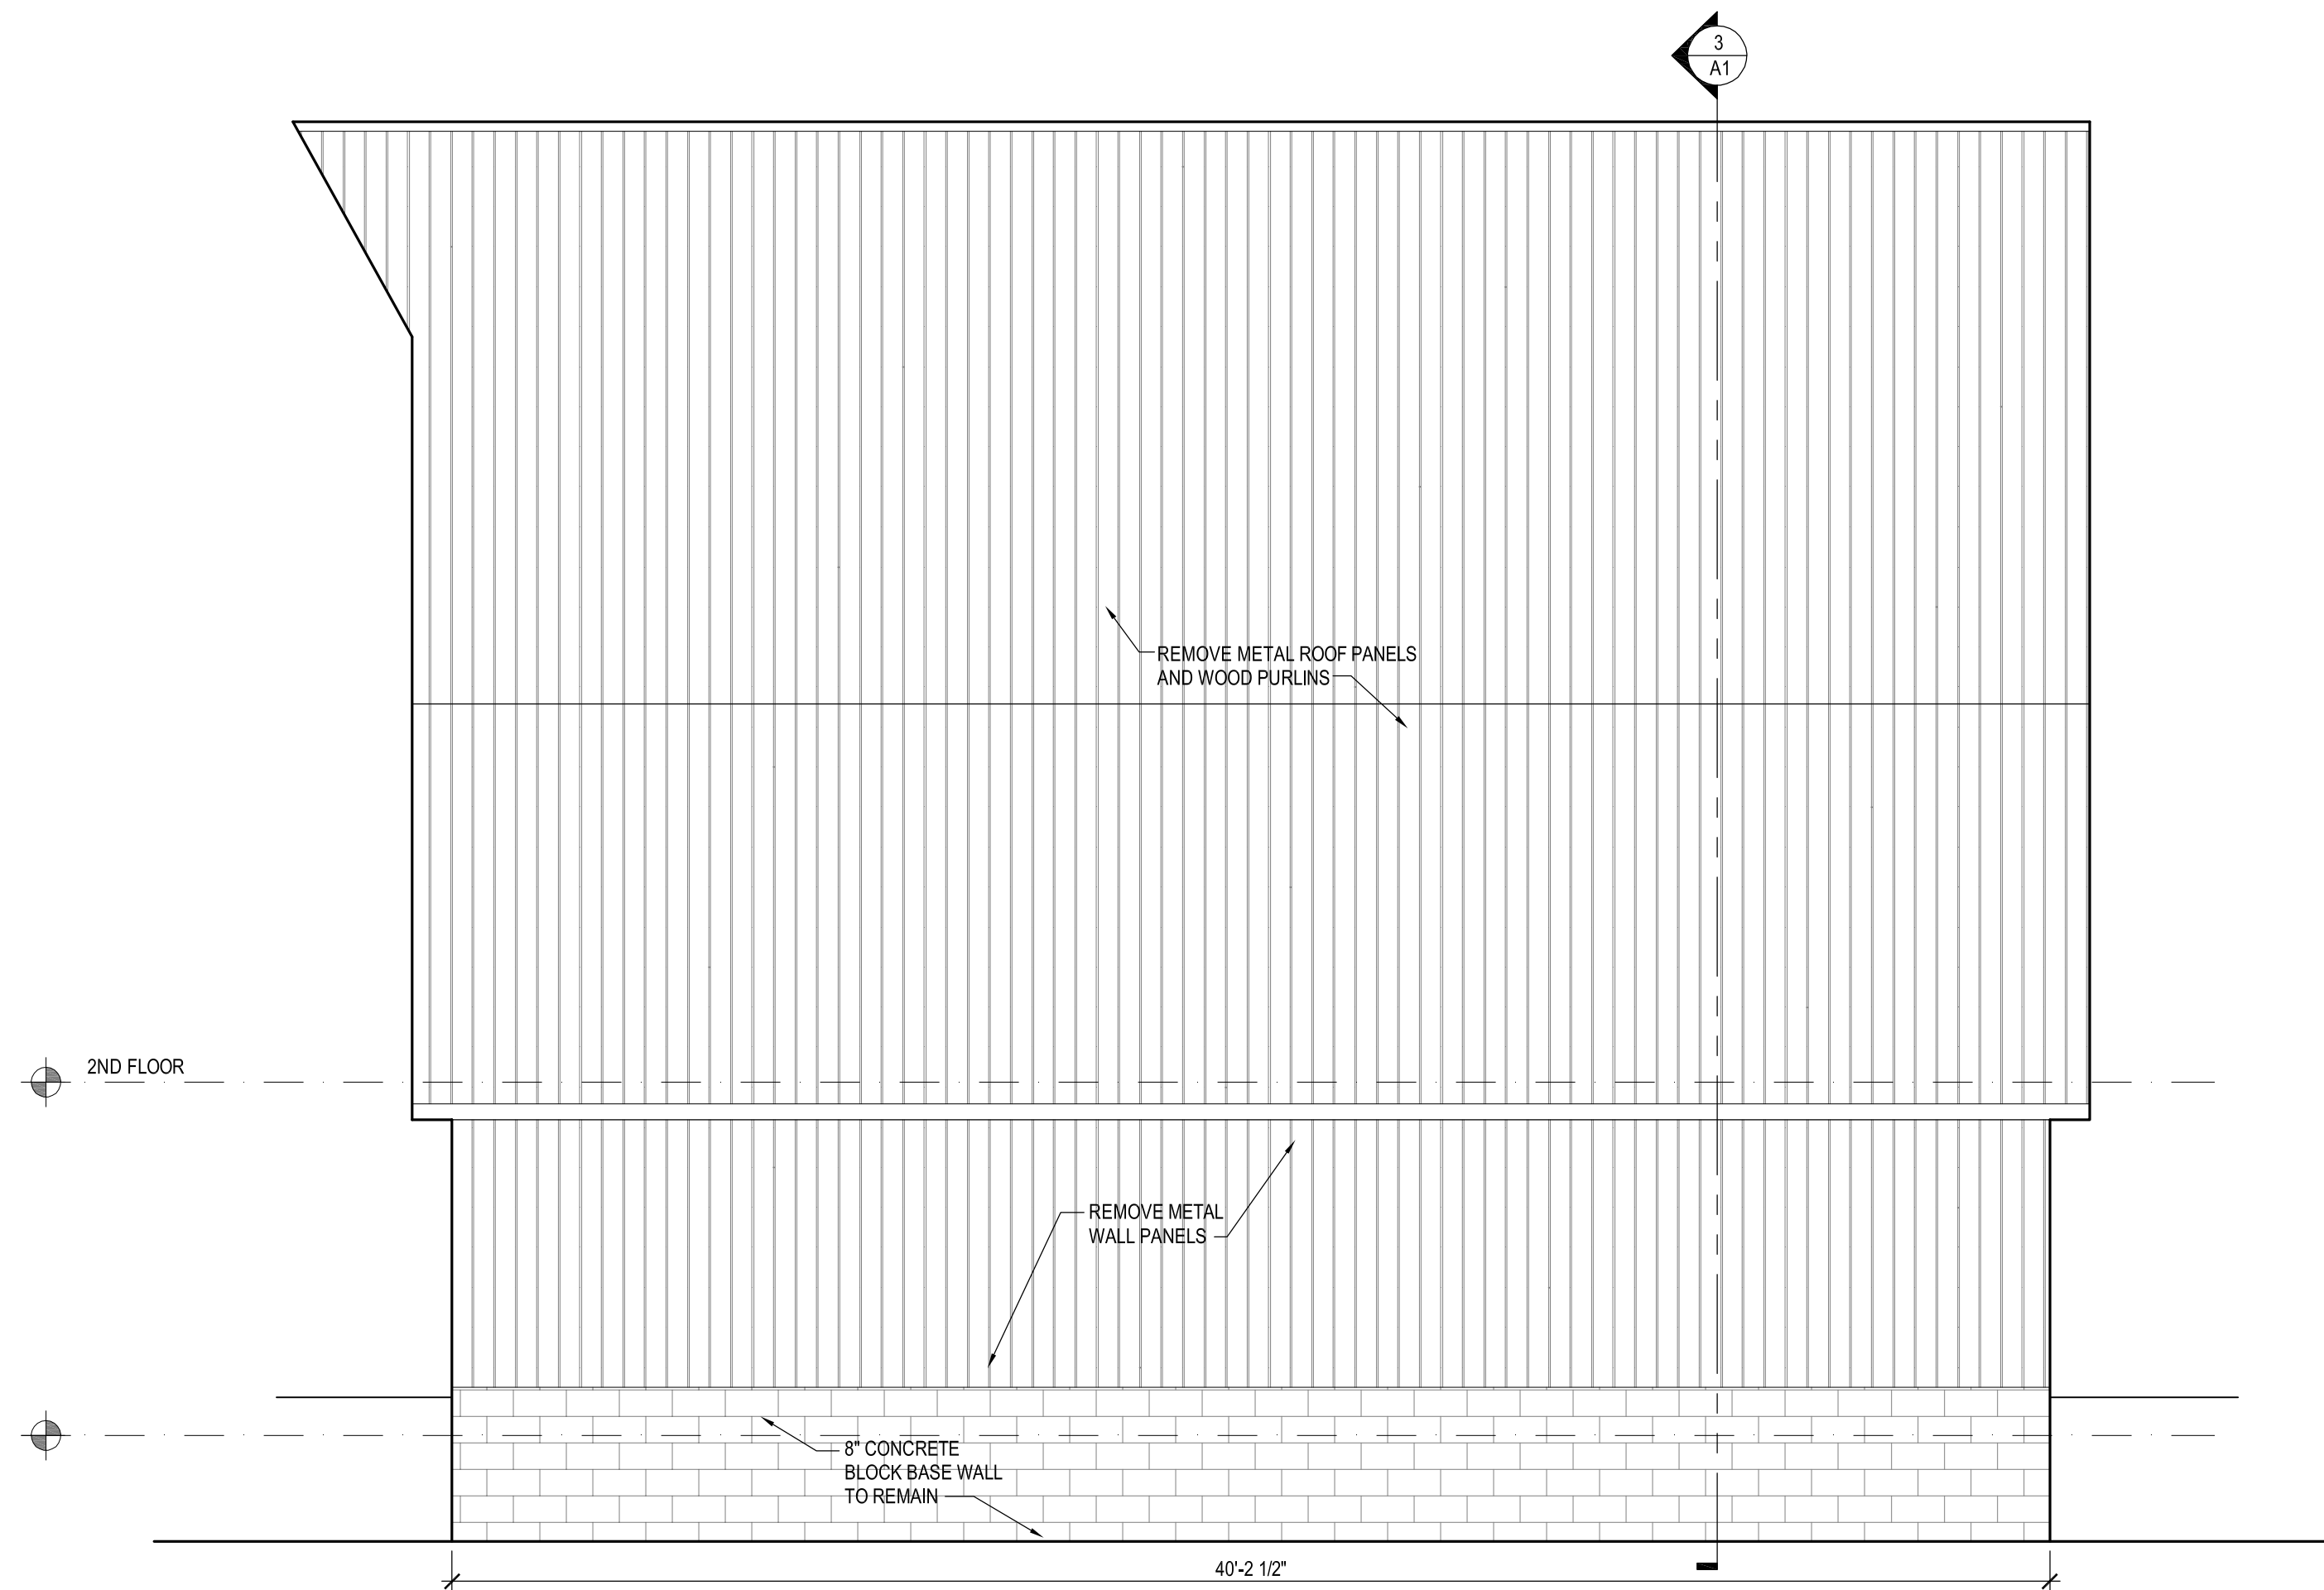 3
A1
REMOVE METAL ROOF PANELS
AND WOOD PURLINS
2ND FLOOR
REMOVE METAL
WALL PANELS
8" CONCRETE
BLOCK BASE WALL
TO REMAIN
40'-2 1/2"